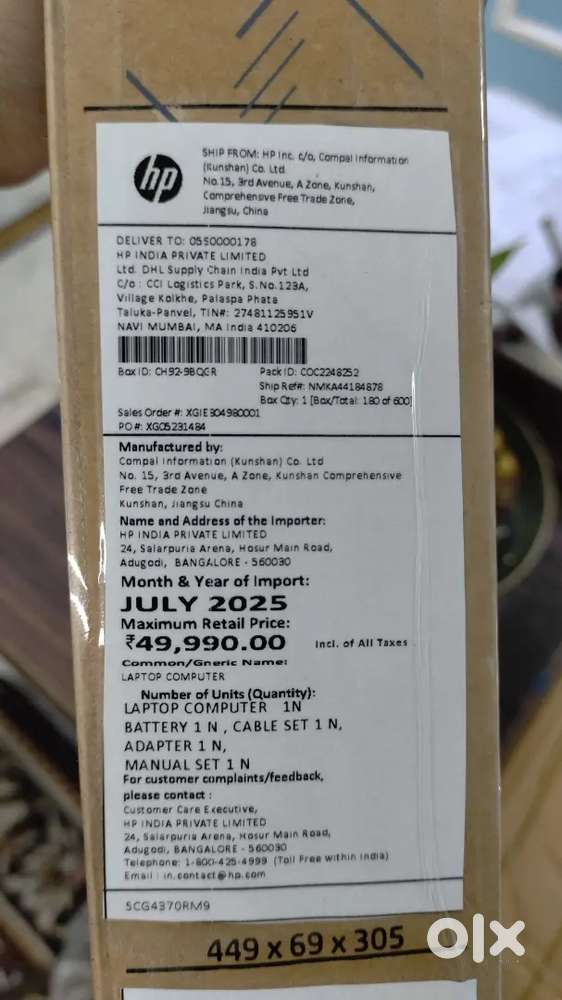 hp
SHIP FROM: HP Inc. c/o, Compal Information
(Kunshan) Co. Ltd
No.15, 3rd Avenue, A Zone, Kunshan,
Comprehensive Free Trade Zone,
Jiangsu, China
DELIVER TO: 0550000178
HP INDIA PRIVATE LIMITED
Ltd. DHL Supply Chain India Pvt Ltd
C/o : CCI Logistics Park, S.No.123A,
Village Kolkhe, Palaspa Phata
Taluka-Panvel, TIN#: 27481125951V
NAVI MUMBAI, MA India 410206
Box ID: CH92-9BQGR Pack ID: COC2248252
Ship Ref#: NMKA44184878
Box Qty: 1 [Box/Total: 180 of 600]
Sales Order #: XGIE304980001
PO #: XG05231484
Manufactured by:
Compal Information (Kunshan) Co. Ltd
No. 15, 3rd Avenue, A Zone, Kunshan Comprehensive
Free Trade Zone
Kunshan, Jiangsu China
Name and Address of the Importer:
HP INDIA PRIVATE LIMITED
24, Salarpuria Arena, Hosur Main Road,
Adugodi, BANGALORE - 560030
Month & Year of Import:
JULY 2025
Maximum Retail Price:
₹49,990.00 Incl. of All Taxes
Common/Gneric Name:
LAPTOP COMPUTER
Number of Units (Quantity):
LAPTOP COMPUTER 1N
BATTERY 1 N , CABLE SET 1 N,
ADAPTER 1 N,
MANUAL SET 1 N
For customer complaints/feedback,
please contact :
Customer Care Executive,
HP INDIA PRIVATE LIMITED
24, Salarpuria Arena, Hosur Main Road,
Adugodi, BANGALORE - 560030
Telephone: 1-800-425-4999 (Toll Free within India)
Email : in.contact@hp.com
5CG4370RM9
449 x 69 x 305
olx